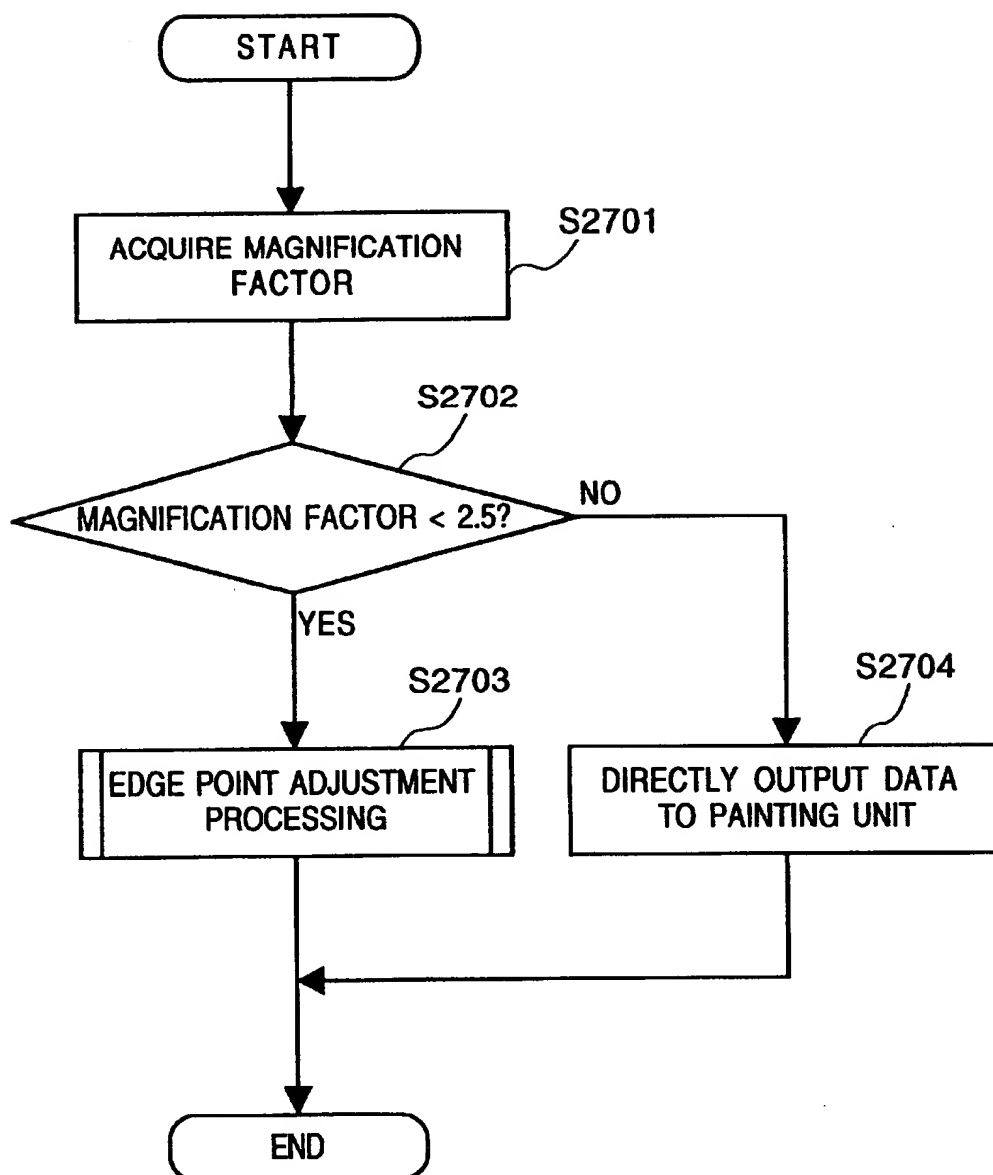 START
S2701
ACQUIRE MAGNIFICATION
FACTOR
S2702
MAGNIFICATION FACTOR < 2.5?
NO
YES
S2703
EDGE POINT ADJUSTMENT
PROCESSING
S2704
DIRECTLY OUTPUT DATA
TO PAINTING UNIT
END